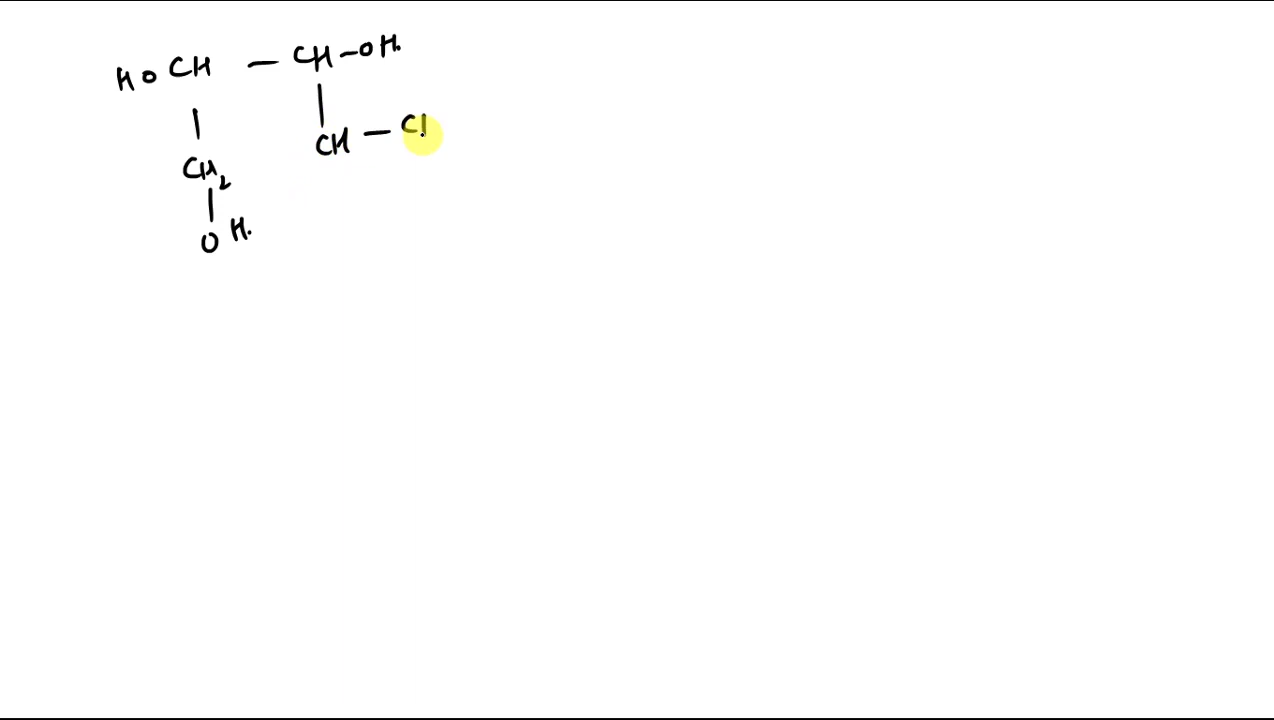 HO CH — CH — OH.
| |
CH₂ CH — Cl
|
OH.